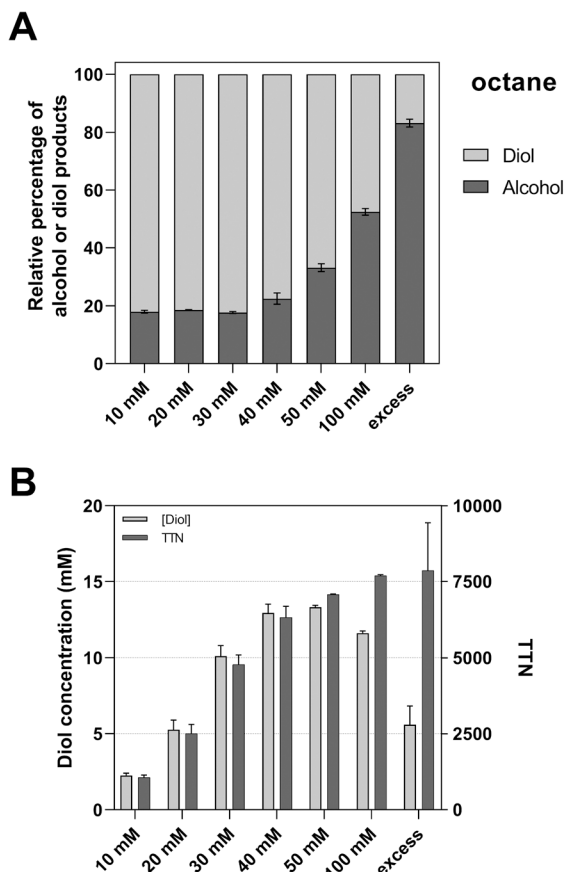 A
octane
Relative percentage of
alcohol or diol products
100
80
60
40
20
0
Diol
Alcohol
10 mM
20 mM
30 mM
40 mM
50 mM
100 mM
excess
B
[Diol]
TTN
Diol concentration (mM)
20
15
10
5
0
10000
7500
5000
2500
0
TTN
10 mM
20 mM
30 mM
40 mM
50 mM
100 mM
excess